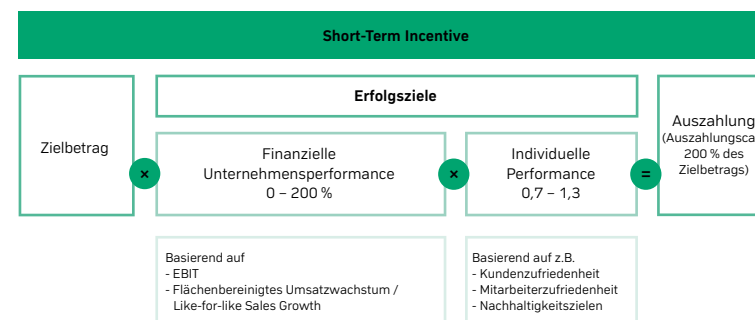 Short-Term Incentive
Zielbetrag
×
Erfolgsziele
Finanzielle
Unternehmensperformance
0 – 200 %
×
Individuelle
Performance
0,7 – 1,3
=
Auszahlung
200 % des
Zielbetrags)
Basierend auf
- EBIT
- Flächenbereinigtes Umsatzwachstum /
Like-for-like Sales Growth
Basierend auf z.B.
- Kundenzufriedenheit
- Mitarbeiterzufriedenheit
- Nachhaltigkeitszielen